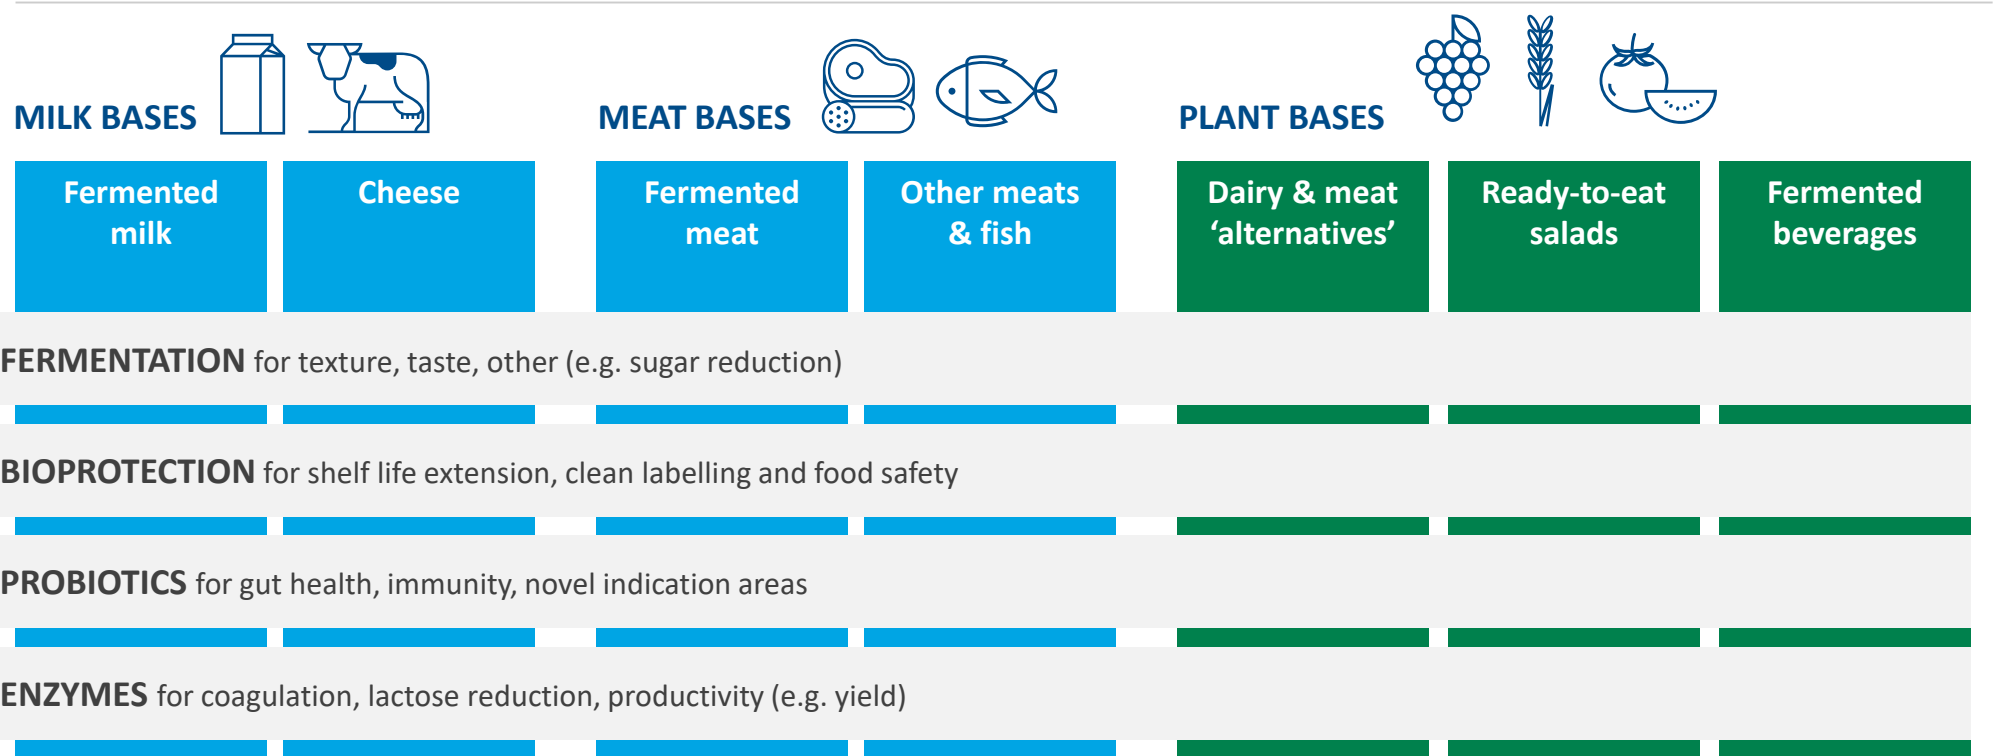 MILK BASES
MEAT BASES
PLANT BASES
Fermented
milk
Cheese
Fermented
meat
Other meats
& fish
Dairy & meat
‘alternatives’
Ready-to-eat
salads
Fermented
beverages
FERMENTATION for texture, taste, other (e.g. sugar reduction)
BIOPROTECTION for shelf life extension, clean labelling and food safety
PROBIOTICS for gut health, immunity, novel indication areas
ENZYMES for coagulation, lactose reduction, productivity (e.g. yield)